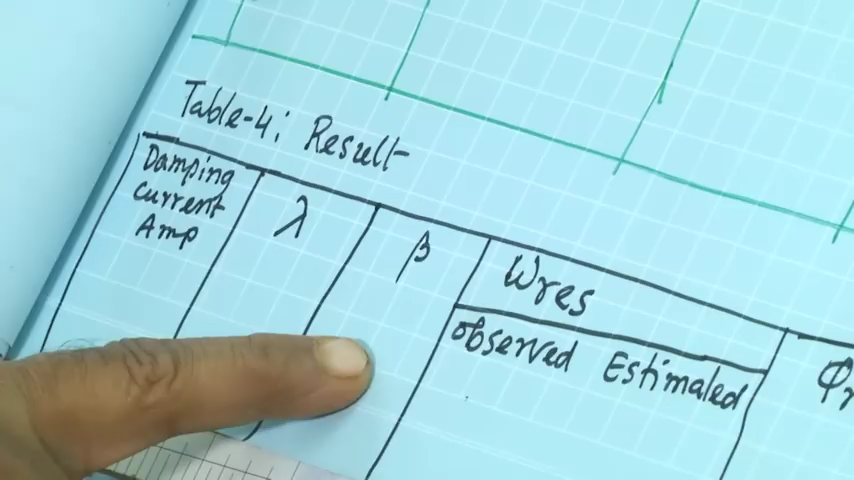 Table-4: Result
Damping
current
Amp
λ
β
Wres
observed Estimated